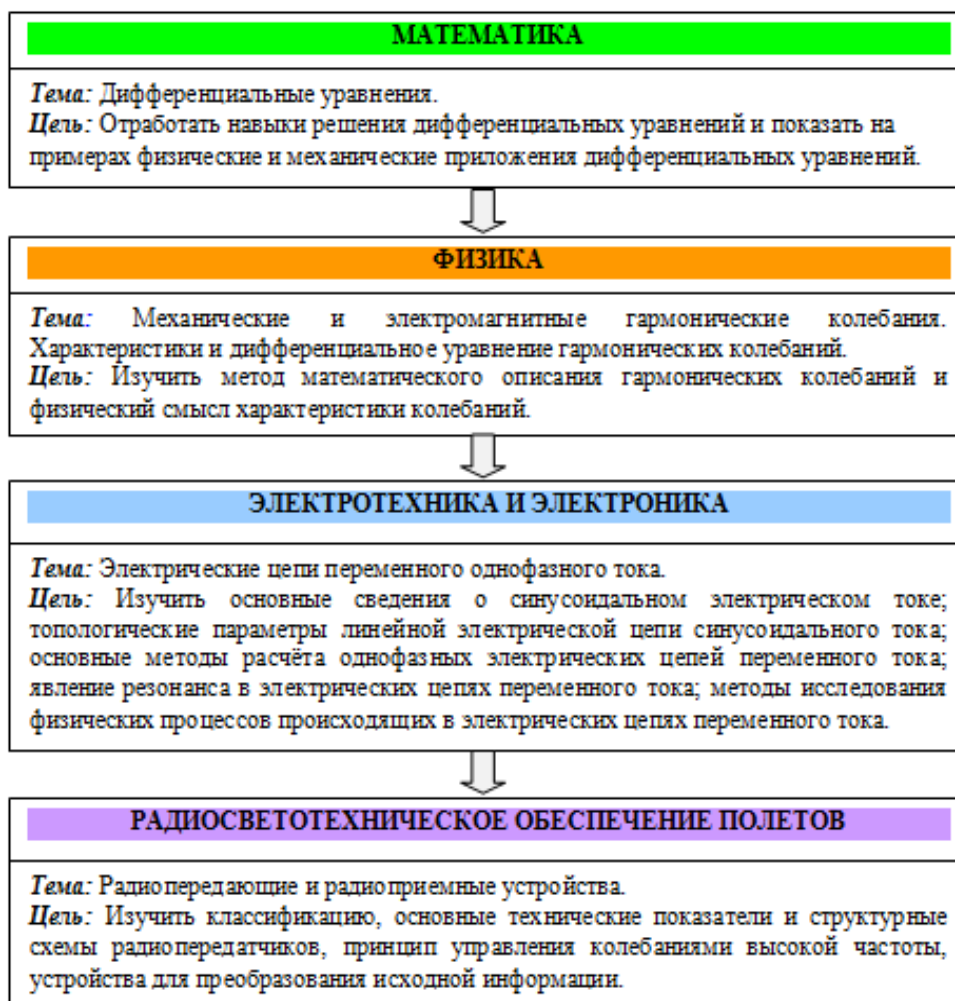 МАТЕМАТИКА
Тема: Дифференциальные уравнения.
Цель: Отработать навыки решения дифференциальных уравнений и показать на
примерах физические и механические приложения дифференциальных уравнений.
ФИЗИКА
Тема: Механические и электромагнитные гармонические колебания.
Характеристики и дифференциальное уравнение гармонических колебаний.
Цель: Изучить метод математического описания гармонических колебаний и
физический смысл характеристики колебаний.
ЭЛЕКТРОТЕХНИКА И ЭЛЕКТРОНИКА
Тема: Электрические цепи переменного однофазного тока.
Цель: Изучить основные сведения о синусоидальном электрическом токе;
топологические параметры линейной электрической цепи синусоидального тока;
основные методы расчёта однофазных электрических цепей переменного тока;
явление резонанса в электрических цепях переменного тока; методы исследования
физических процессов происходящих в электрических цепях переменного тока.
РАДИОСВЕТОТЕХНИЧЕСКОЕ ОБЕСПЕЧЕНИЕ ПОЛЕТОВ
Тема: Радиопередающие и радиоприемные устройства.
Цель: Изучить классификацию, основные технические показатели и структурные
схемы радиопередатчиков, принцип управления колебаниями высокой частоты,
устройства для преобразования исходной информации.